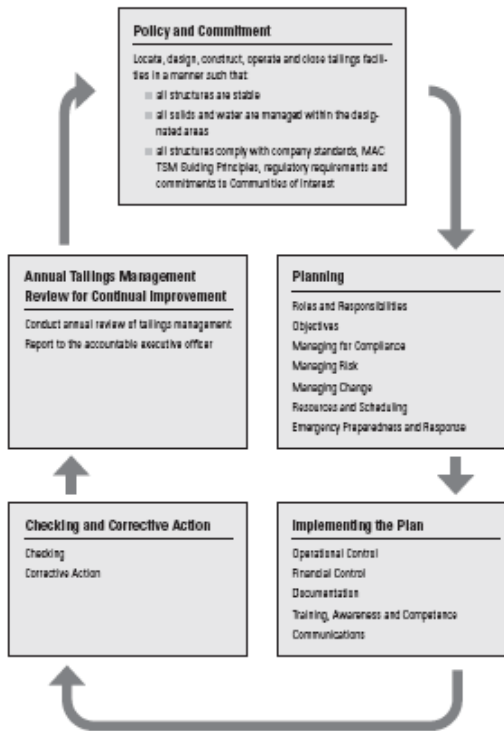 Policy and Commitment
Locate, design, construct, operate and close tailings facili-
ties in a manner such that:
all structures are stable
all solids and water are managed within the desig-
nated areas
all structures comply with company standards, MAC
TSM Guiding Principles, regulatory requirements and
commitments to Communities of Interest
Planning
Roles and Responsibilities
Objectives
Managing for Compliance
Managing Risk
Managing Change
Resources and Scheduling
Emergency Preparedness and Response
Implementing the Plan
Operational Control
Financial Control
Documentation
Training, Awareness and Competence
Communications
Checking and Corrective Action
Checking
Corrective Action
Annual Tailings Management
Review for Continual Improvement
Conduct annual review of tailings management
Report to the accountable executive officer